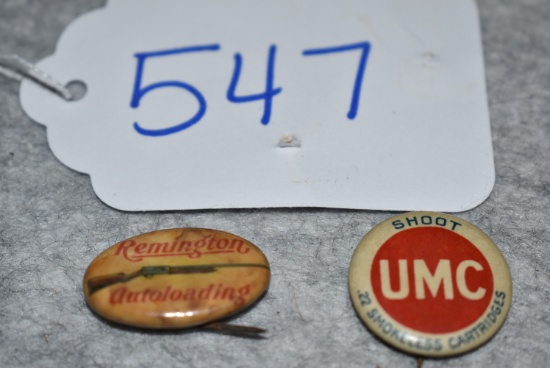 547
Remington
Autoloading
SHOOT
UMC
.22 SMOKELESS CARTRIDGES